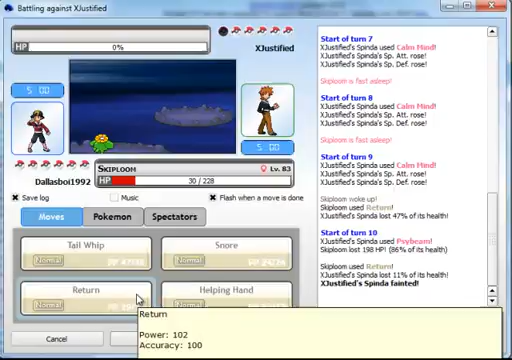 Battling against XJustified
HP
0%
XJustified
Start of turn 7
XJustified's Spinda used Calm Mind!
XJustified's Spinda's Sp. Att. rose!
XJustified's Spinda's Sp. Def. rose!
Skiploom is fast asleep!
Start of turn 8
XJustified's Spinda used Calm Mind!
XJustified's Spinda's Sp. Att. rose!
XJustified's Spinda's Sp. Def. rose!
Skiploom is fast asleep!
Start of turn 9
XJustified's Spinda used Calm Mind!
XJustified's Spinda's Sp. Att. rose!
XJustified's Spinda's Sp. Def. rose!
Skiploom woke up!
Skiploom used Return!
XJustified's Spinda lost 47% of its health!
Start of turn 10
XJustified's Spinda used Psybeam!
Skiploom lost 198 HP! (86% of its health)
Skiploom used Return!
XJustified's Spinda lost 11% of its health!
XJustified's Spinda fainted!
5 : 00
5 : 00
Dallasboi1992
Skiploom
Lv. 83
HP
30 / 228
Save log
Music
Flash when a move is done
Moves
Pokemon
Spectators
Tail Whip
Normal
Snore
Normal
Return
Normal
Helping Hand
Normal
Cancel
Return
Power: 102
Accuracy: 100